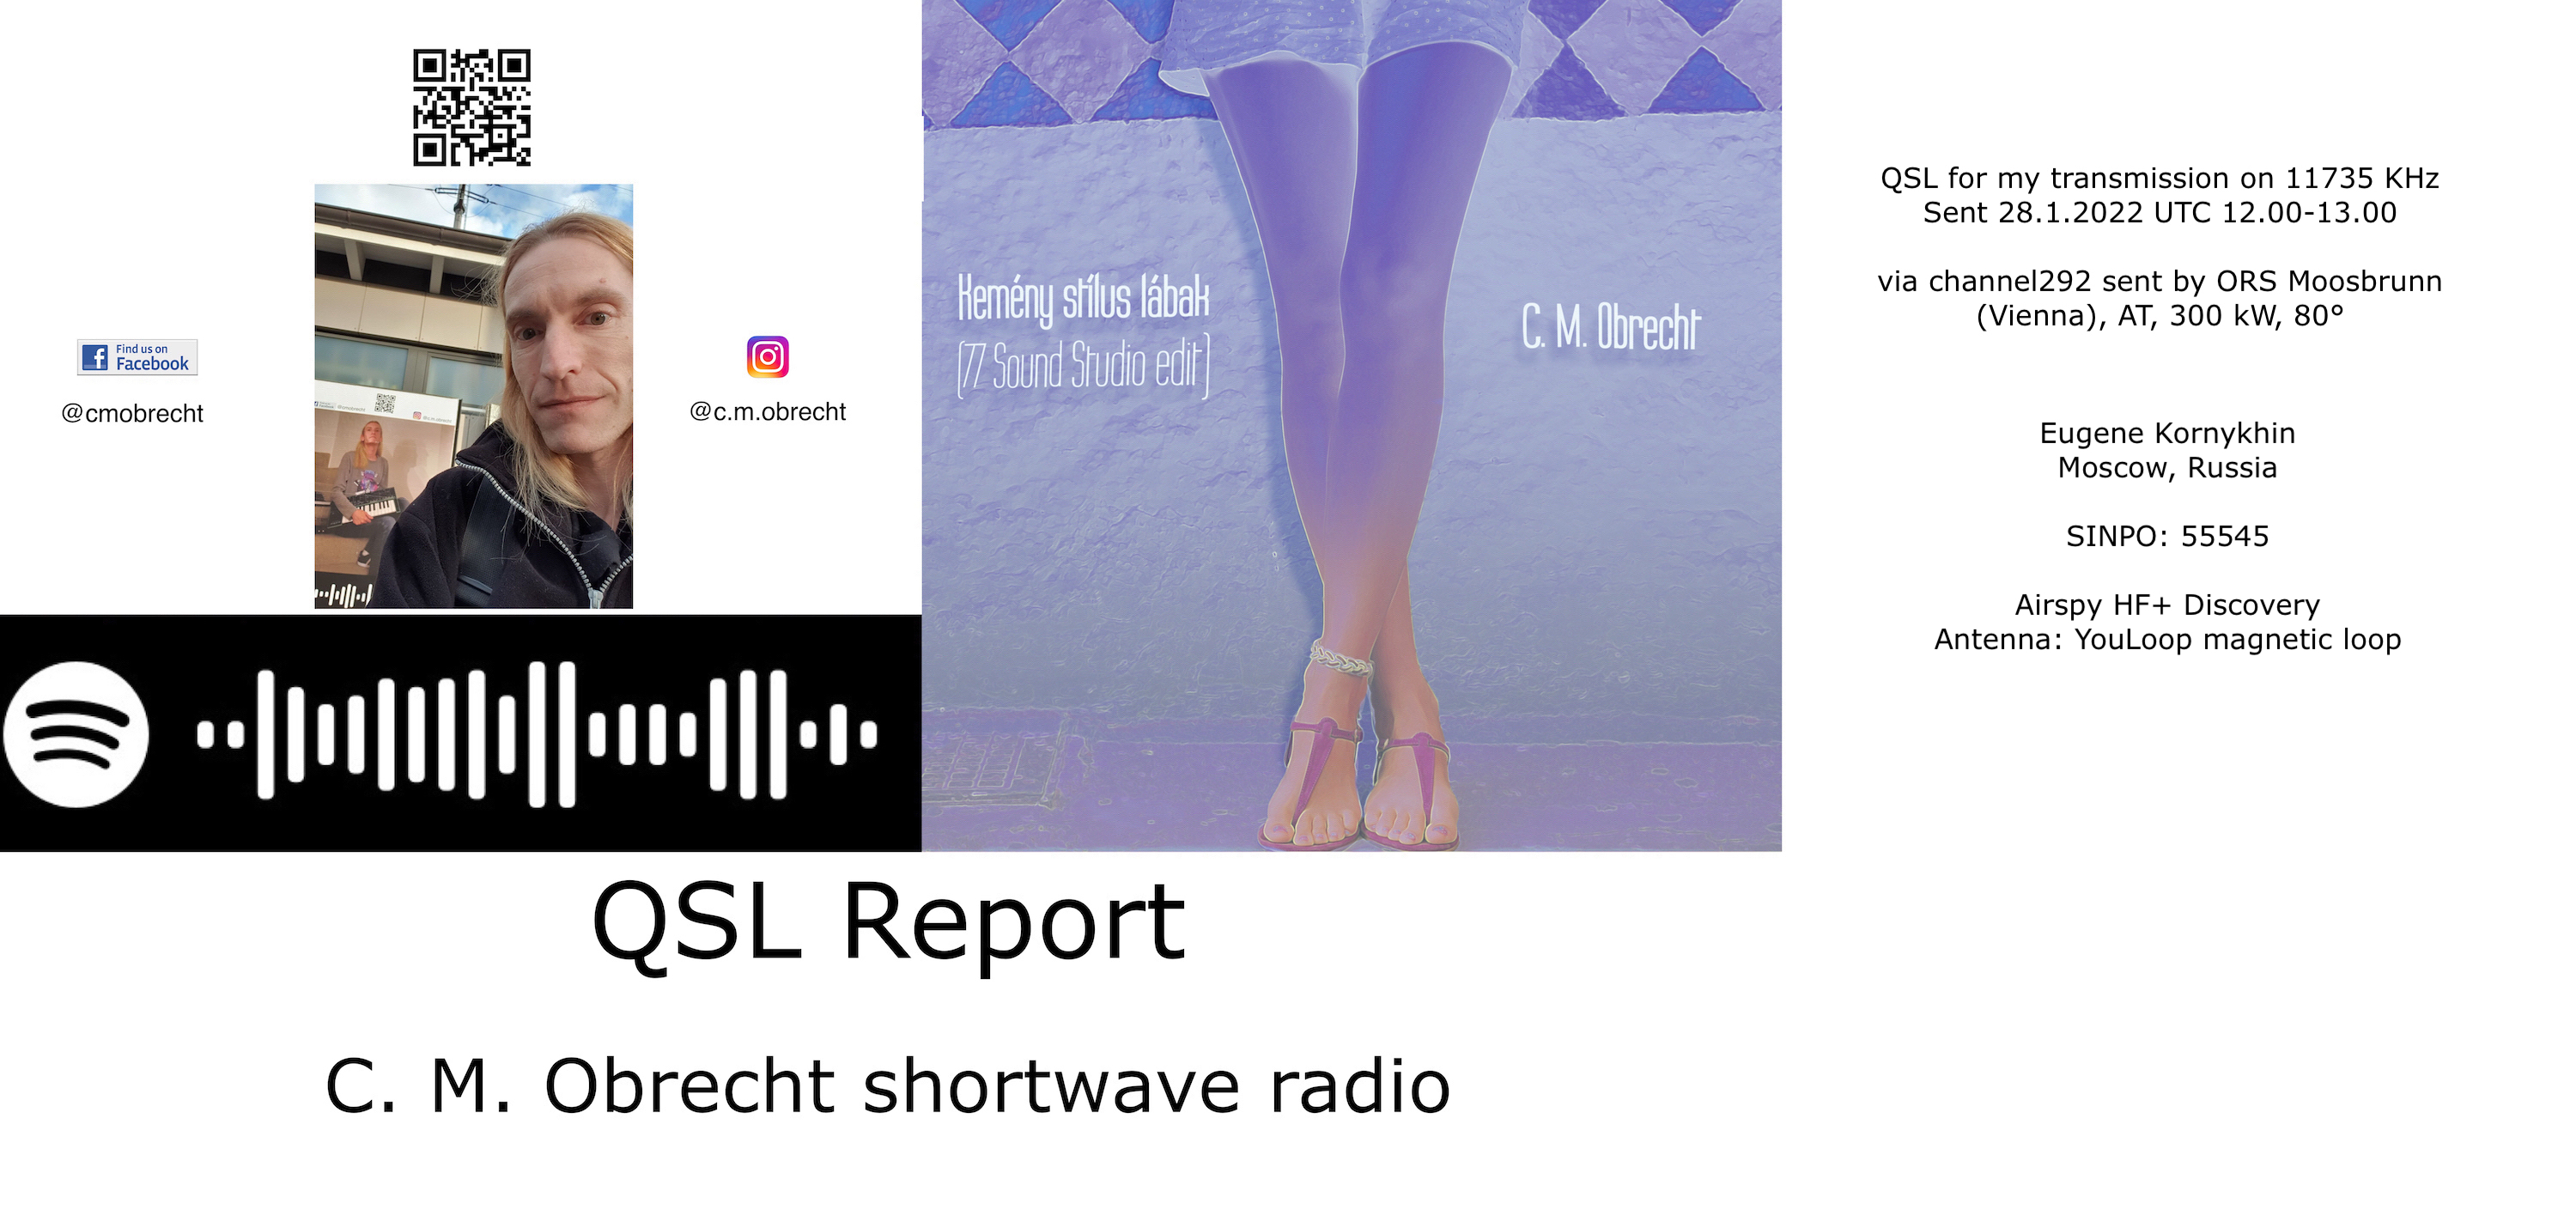 Find us on
Facebook
@cmobrecht
@c.m.obrecht
Kemény stílus lábak
(77 Sound Studio edit)
C. M. Obrecht
QSL for my transmission on 11735 KHz
Sent 28.1.2022 UTC 12.00-13.00
via channel292 sent by ORS Moosbrunn
(Vienna), AT, 300 kW, 80°
Eugene Kornykhin
Moscow, Russia
SINPO: 55545
Airspy HF+ Discovery
Antenna: YouLoop magnetic loop
QSL Report
C. M. Obrecht shortwave radio